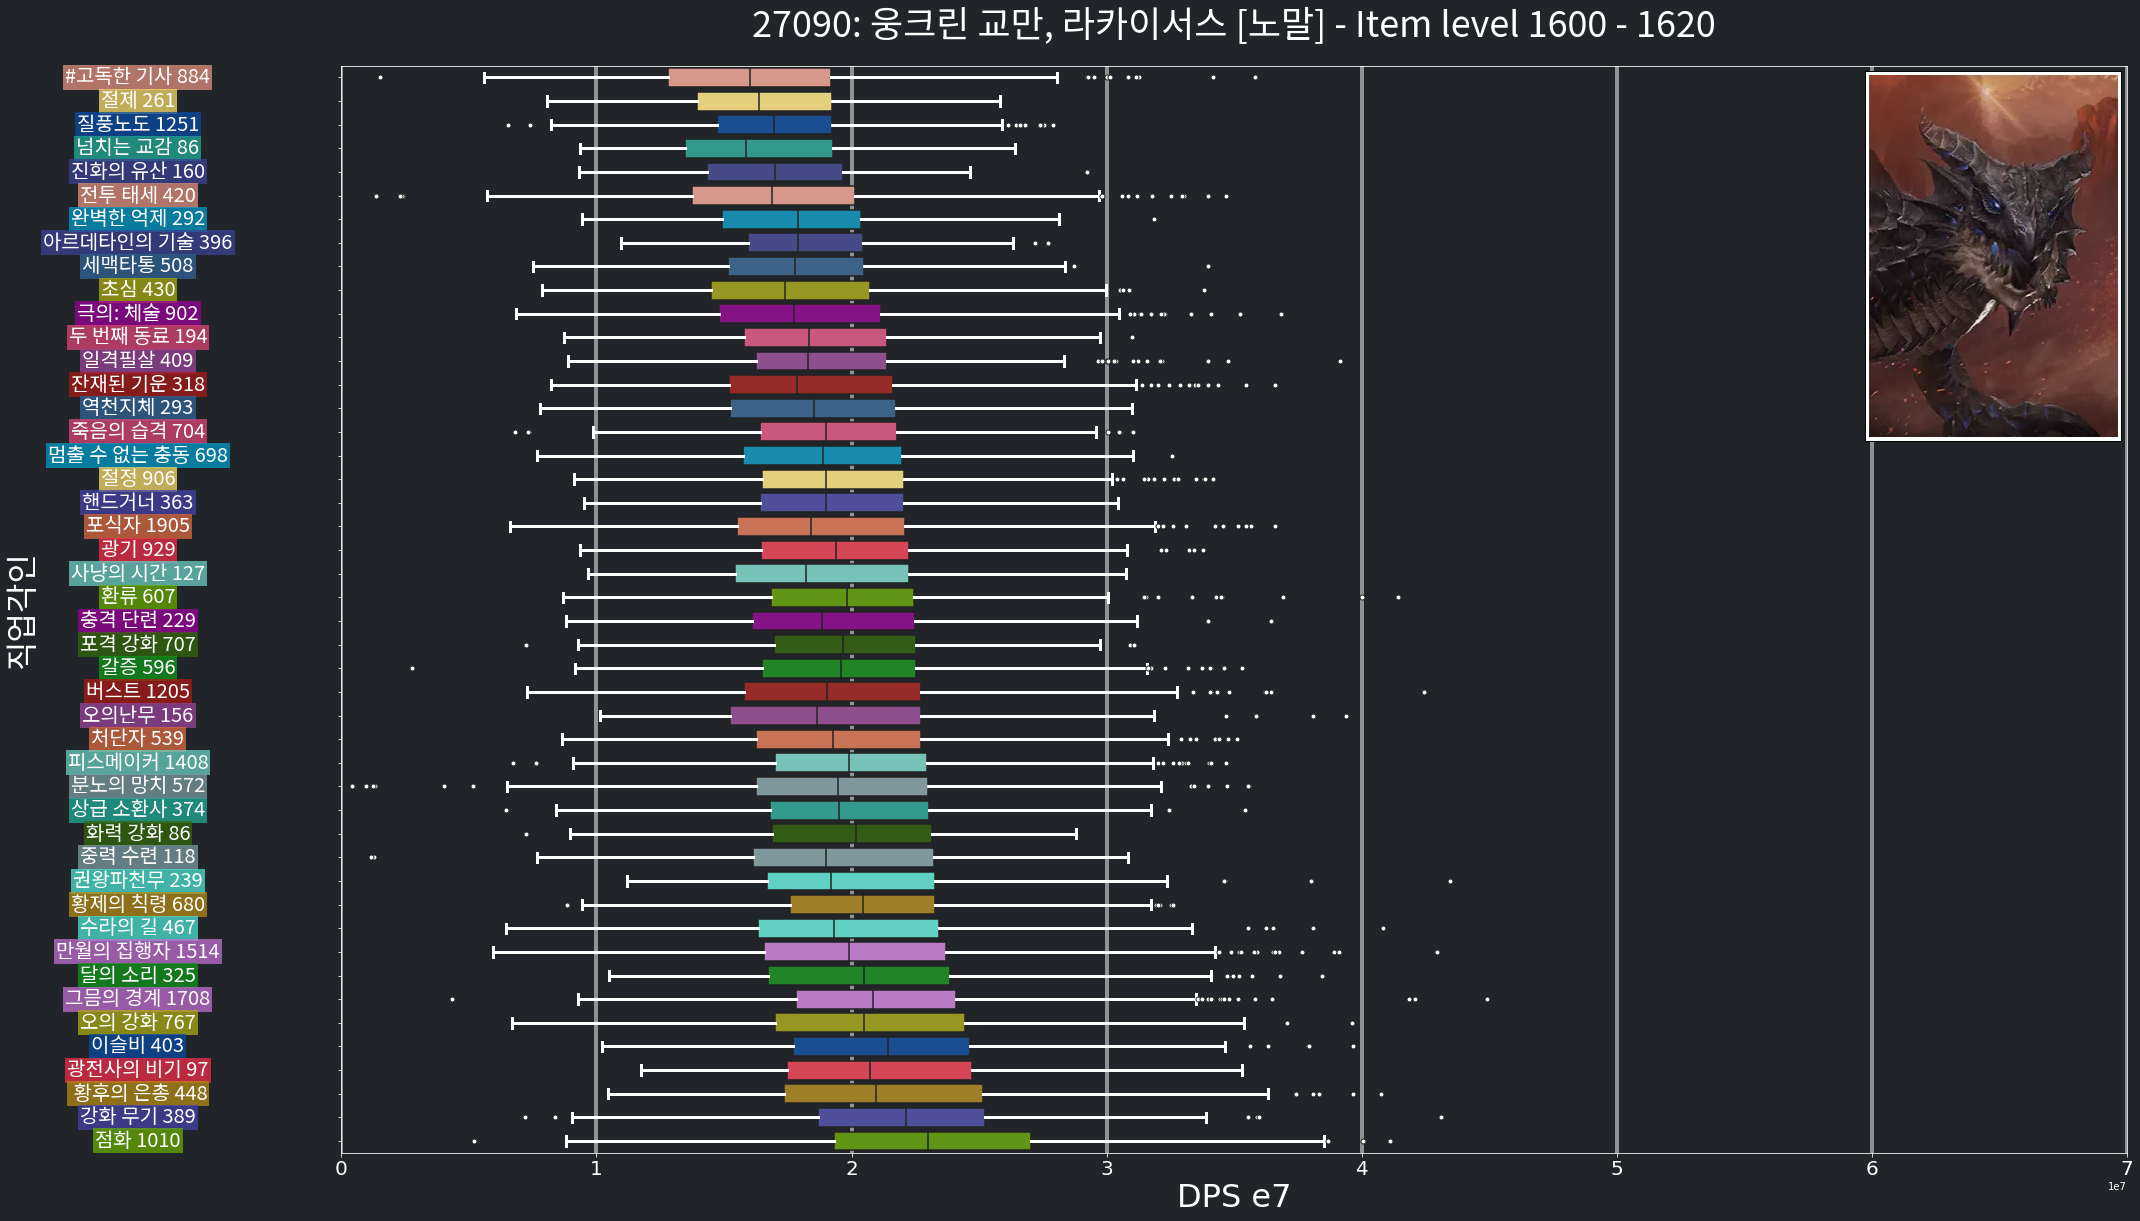 27090: 웅크린 교만, 라카이서스 [노말] - Item level 1600 - 1620
#고독한 기사 884
절제 261
질풍노도 1251
넘치는 교감 86
진화의 유산 160
전투 태세 420
완벽한 억제 292
아르데타인의 기술 396
세맥타통 508
초심 430
극의: 체술 902
두 번째 동료 194
일격필살 409
잔재된 기운 318
역천지체 293
죽음의 습격 704
멈출 수 없는 충동 698
절정 906
핸드거너 363
포식자 1905
광기 929
사냥의 시간 127
환류 607
충격 단련 229
포격 강화 707
갈증 596
버스트 1205
오의난무 156
처단자 539
피스메이커 1408
분노의 망치 572
상급 소환사 374
화력 강화 86
중력 수련 118
권왕파천무 239
황제의 칙령 680
수라의 길 467
만월의 집행자 1514
달의 소리 325
그믐의 경계 1708
오의 강화 767
이슬비 403
광전사의 비기 97
황후의 은총 448
강화 무기 389
점화 1010
직업각인
0 1 2 3 4 5 6 7
1e7
DPS e7